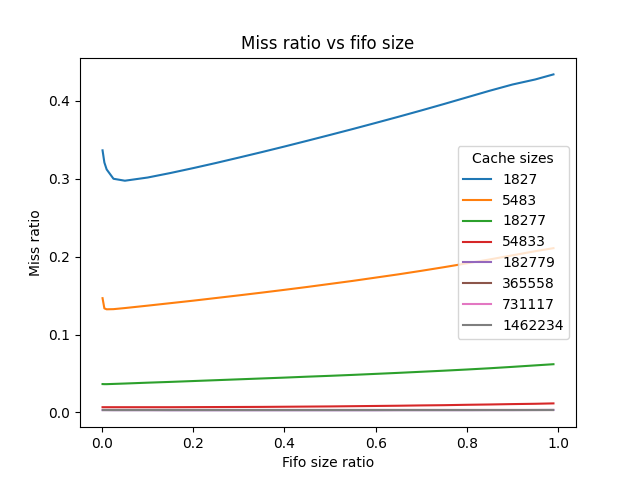 Miss ratio vs fifo size
Miss ratio
0.4
0.3
0.2
0.1
0.0
Cache sizes
1827
5483
18277
54833
182779
365558
731117
1462234
0.0 0.2 0.4 0.6 0.8 1.0
Fifo size ratio